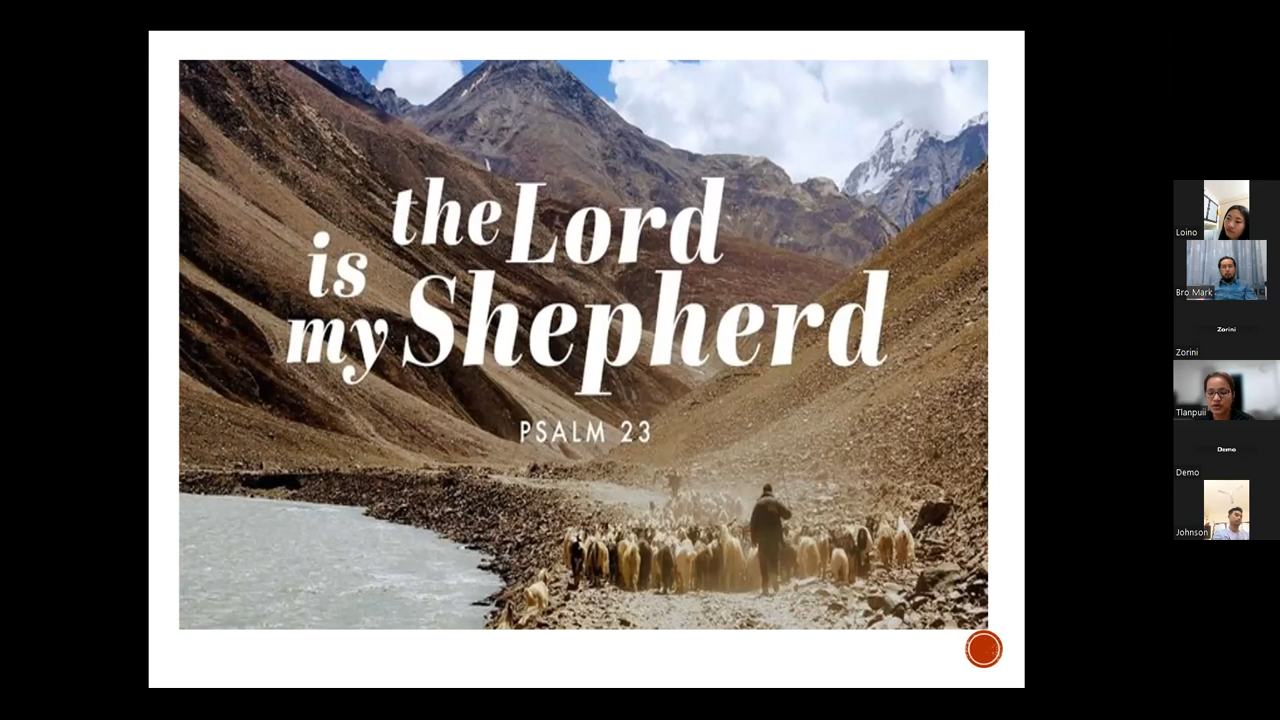 the Lord
is
my Shepherd
PSALM 23
Loino
Bro Mark
Zorini
Zorini
Tlanpuii
Demo
Demo
Johnson